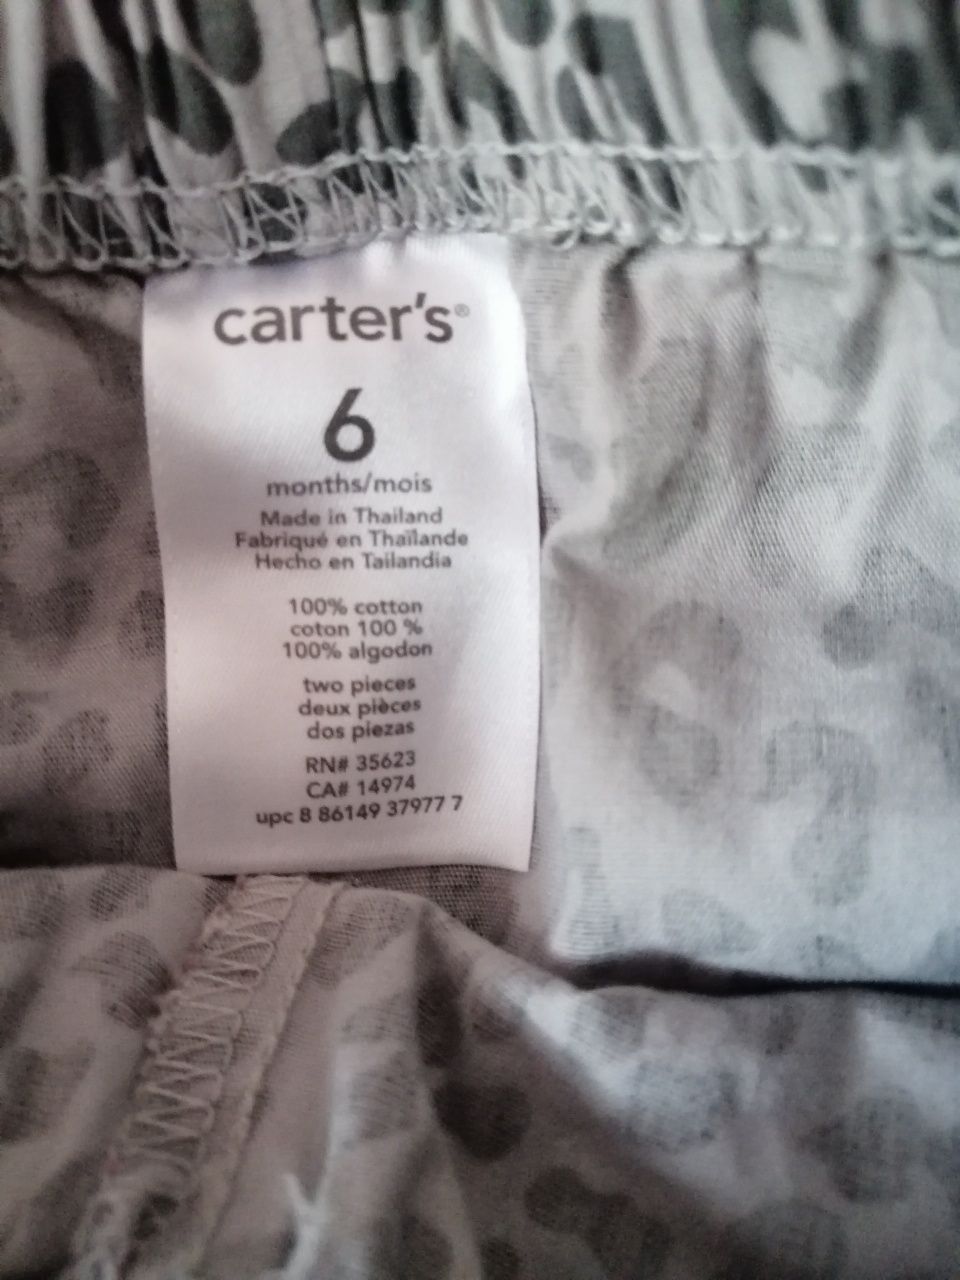 carter's®
6
months/mois
Made in Thailand
Fabriqué en Thaïlande
Hecho en Tailandia
100% cotton
coton 100 %
100% algodon
two pieces
deux pièces
dos piezas
RN# 35623
CA# 14974
upc 8 86149 37977 7